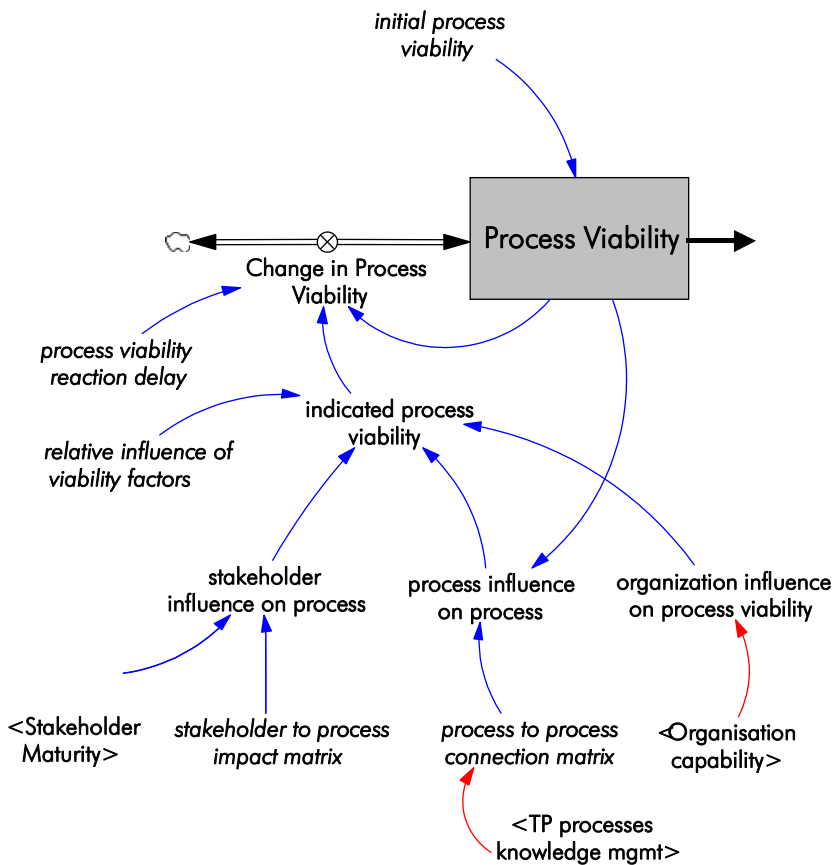 initial process
viability
Process Viability
Change in Process
Viability
process viability
reaction delay
indicated process
viability
relative influence of
viability factors
stakeholder
influence on process
process influence
on process
organization influence
on process viability
<Stakeholder
Maturity>
stakeholder to process
impact matrix
process to process
connection matrix
<Organisation
capability>
<TP processes
knowledge mgmt>